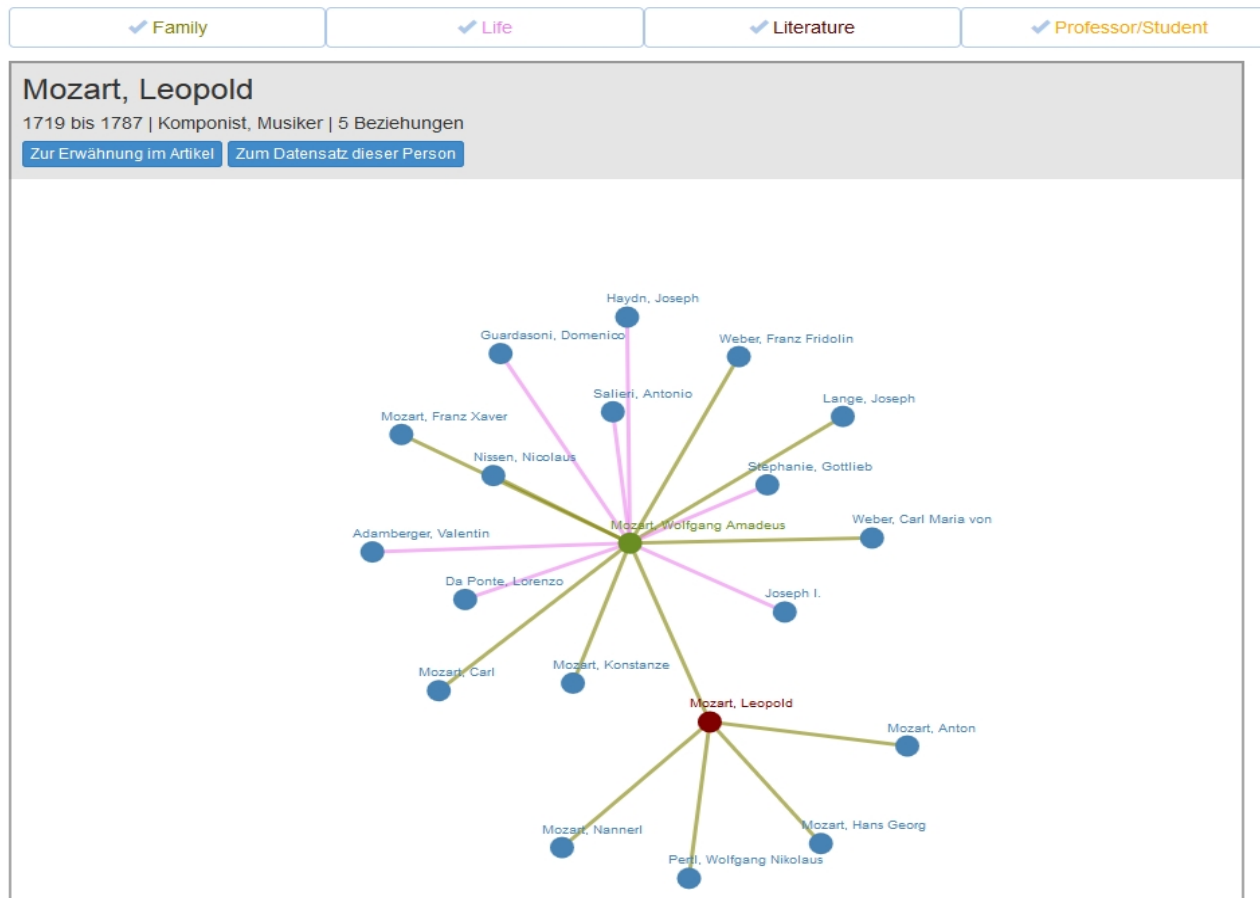 Family
Life
Literature
Professor/Student
Mozart, Leopold
1719 bis 1787 | Komponist, Musiker | 5 Beziehungen
Zur Erwähnung im Artikel
Zum Datensatz dieser Person
Haydn, Joseph
Guardasoni, Domenico
Weber, Franz Fridolin
Salieri, Antonio
Lange, Joseph
Mozart, Franz Xaver
Nissen, Nicolaus
Stephanie, Gottlieb
Mozart, Wolfgang Amadeus
Weber, Carl Maria von
Adamberger, Valentin
Da Ponte, Lorenzo
Joseph I.
Mozart, Konstanze
Mozart, Carl
Mozart, Leopold
Mozart, Anton
Mozart, Hans Georg
Mozart, Nannerl
Pertl, Wolfgang Nikolaus